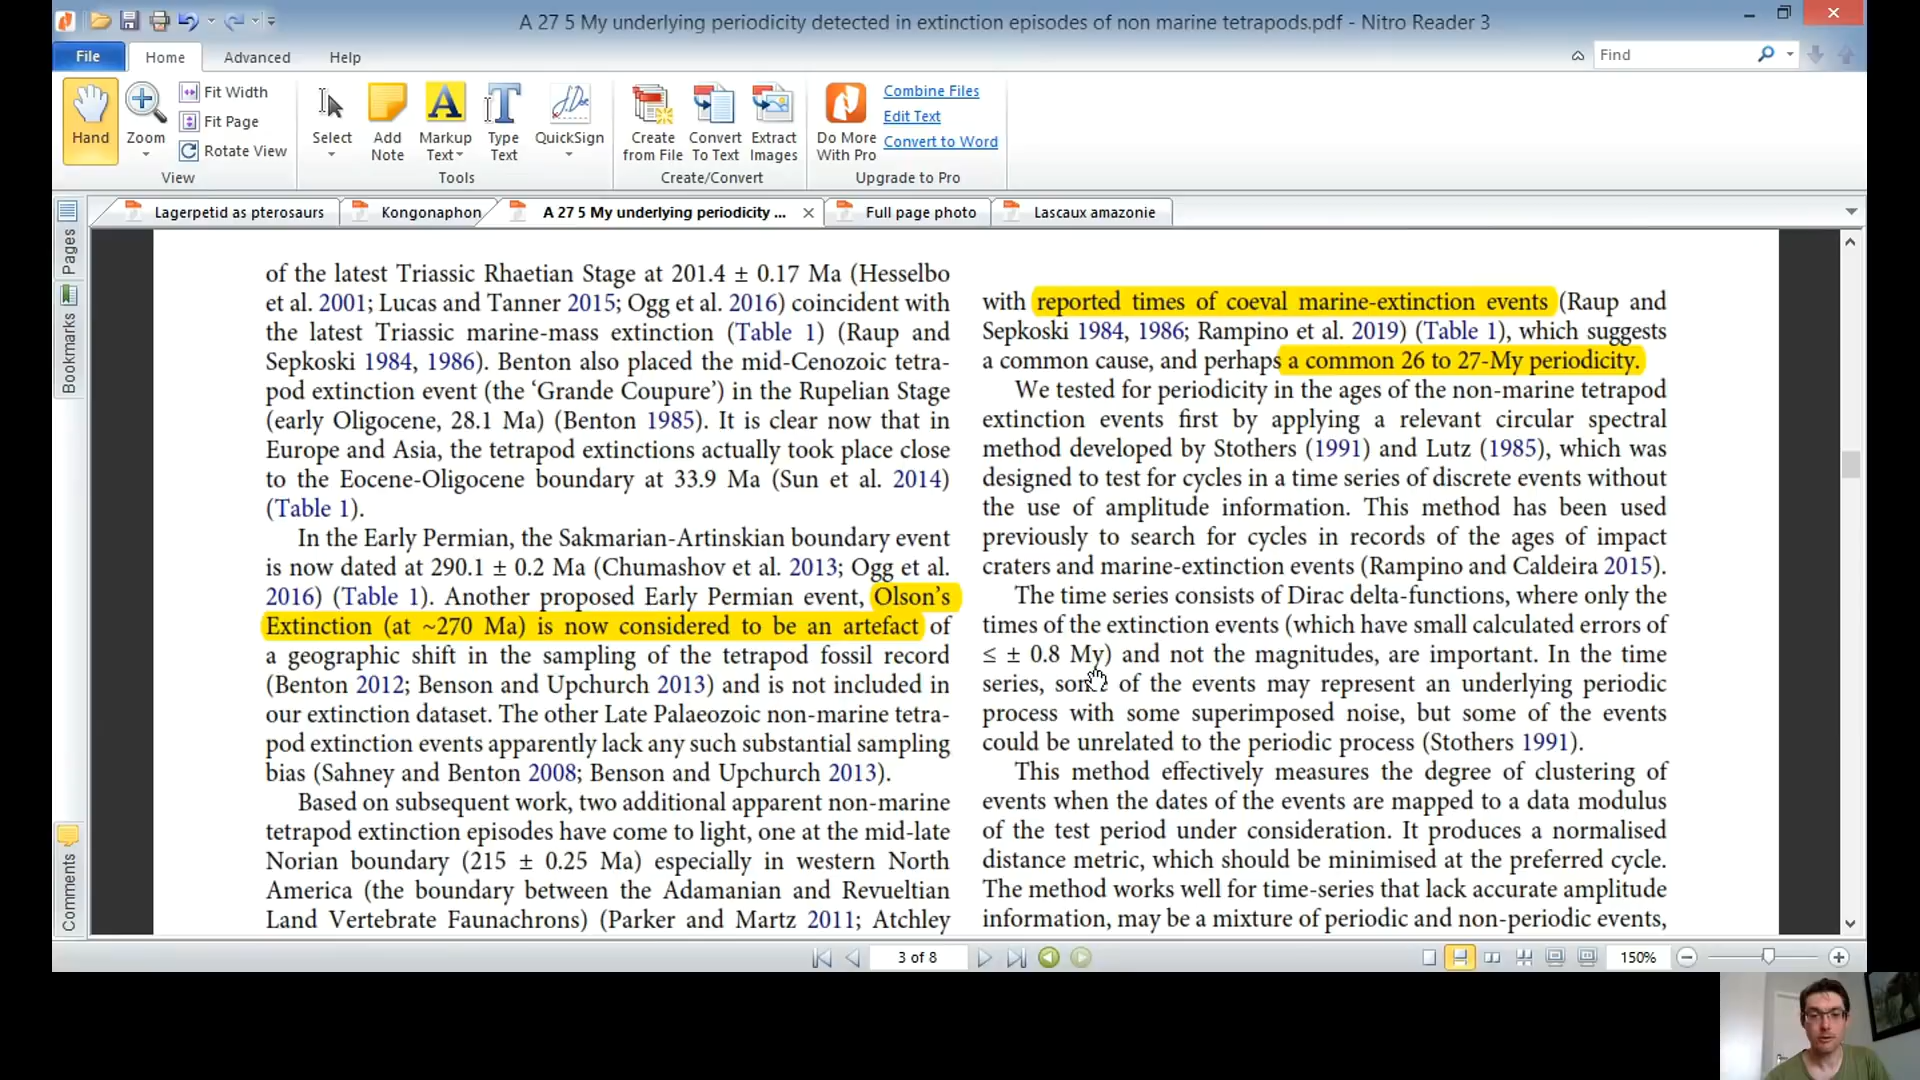 A 27 5 My underlying periodicity detected in extinction episodes of non marine tetrapods.pdf - Nitro Reader 3
File
Home
Advanced
Help
Find
Hand
Zoom
Fit Width
Fit Page
Rotate View
View
Select
Add
Note
Markup
Text
Type
Text
QuickSign
Tools
Create
from File
Convert
To Text
Extract
Images
Create/Convert
Do More
With Pro
Combine Files
Edit Text
Convert to Word
Upgrade to Pro
Lagerpetid as pterosaurs
Kongonaphon
A 27 5 My underlying periodicity ...
Full page photo
Lascaux amazonie
Pages
Bookmarks
Comments
of the latest Triassic Rhaetian Stage at 201.4 ± 0.17 Ma (Hesselbo
et al. 2001; Lucas and Tanner 2015; Ogg et al. 2016) coincident with
the latest Triassic marine-mass extinction (Table 1) (Raup and
Sepkoski 1984, 1986). Benton also placed the mid-Cenozoic tetra-
pod extinction event (the ‘Grande Coupure’) in the Rupelian Stage
(early Oligocene, 28.1 Ma) (Benton 1985). It is clear now that in
Europe and Asia, the tetrapod extinctions actually took place close
to the Eocene-Oligocene boundary at 33.9 Ma (Sun et al. 2014)
(Table 1).
In the Early Permian, the Sakmarian-Artinskian boundary event
is now dated at 290.1 ± 0.2 Ma (Chumashov et al. 2013; Ogg et al.
2016) (Table 1). Another proposed Early Permian event, Olson’s
Extinction (at ~270 Ma) is now considered to be an artefact of
a geographic shift in the sampling of the tetrapod fossil record
(Benton 2012; Benson and Upchurch 2013) and is not included in
our extinction dataset. The other Late Palaeozoic non-marine tetra-
pod extinction events apparently lack any such substantial sampling
bias (Sahney and Benton 2008; Benson and Upchurch 2013).
Based on subsequent work, two additional apparent non-marine
tetrapod extinction episodes have come to light, one at the mid-late
Norian boundary (215 ± 0.25 Ma) especially in western North
America (the boundary between the Adamanian and Revueltian
Land Vertebrate Faunachrons) (Parker and Martz 2011; Atchley
with reported times of coeval marine-extinction events (Raup and
Sepkoski 1984, 1986; Rampino et al. 2019) (Table 1), which suggests
a common cause, and perhaps a common 26 to 27-My periodicity.
We tested for periodicity in the ages of the non-marine tetrapod
extinction events first by applying a relevant circular spectral
method developed by Stothers (1991) and Lutz (1985), which was
designed to test for cycles in a time series of discrete events without
the use of amplitude information. This method has been used
previously to search for cycles in records of the ages of impact
craters and marine-extinction events (Rampino and Caldeira 2015).
The time series consists of Dirac delta-functions, where only the
times of the extinction events (which have small calculated errors of
≤ ± 0.8 My) and not the magnitudes, are important. In the time
series, some of the events may represent an underlying periodic
process with some superimposed noise, but some of the events
could be unrelated to the periodic process (Stothers 1991).
This method effectively measures the degree of clustering of
events when the dates of the events are mapped to a data modulus
of the test period under consideration. It produces a normalised
distance metric, which should be minimised at the preferred cycle.
The method works well for time-series that lack accurate amplitude
information, may be a mixture of periodic and non-periodic events,
3 of 8
150%